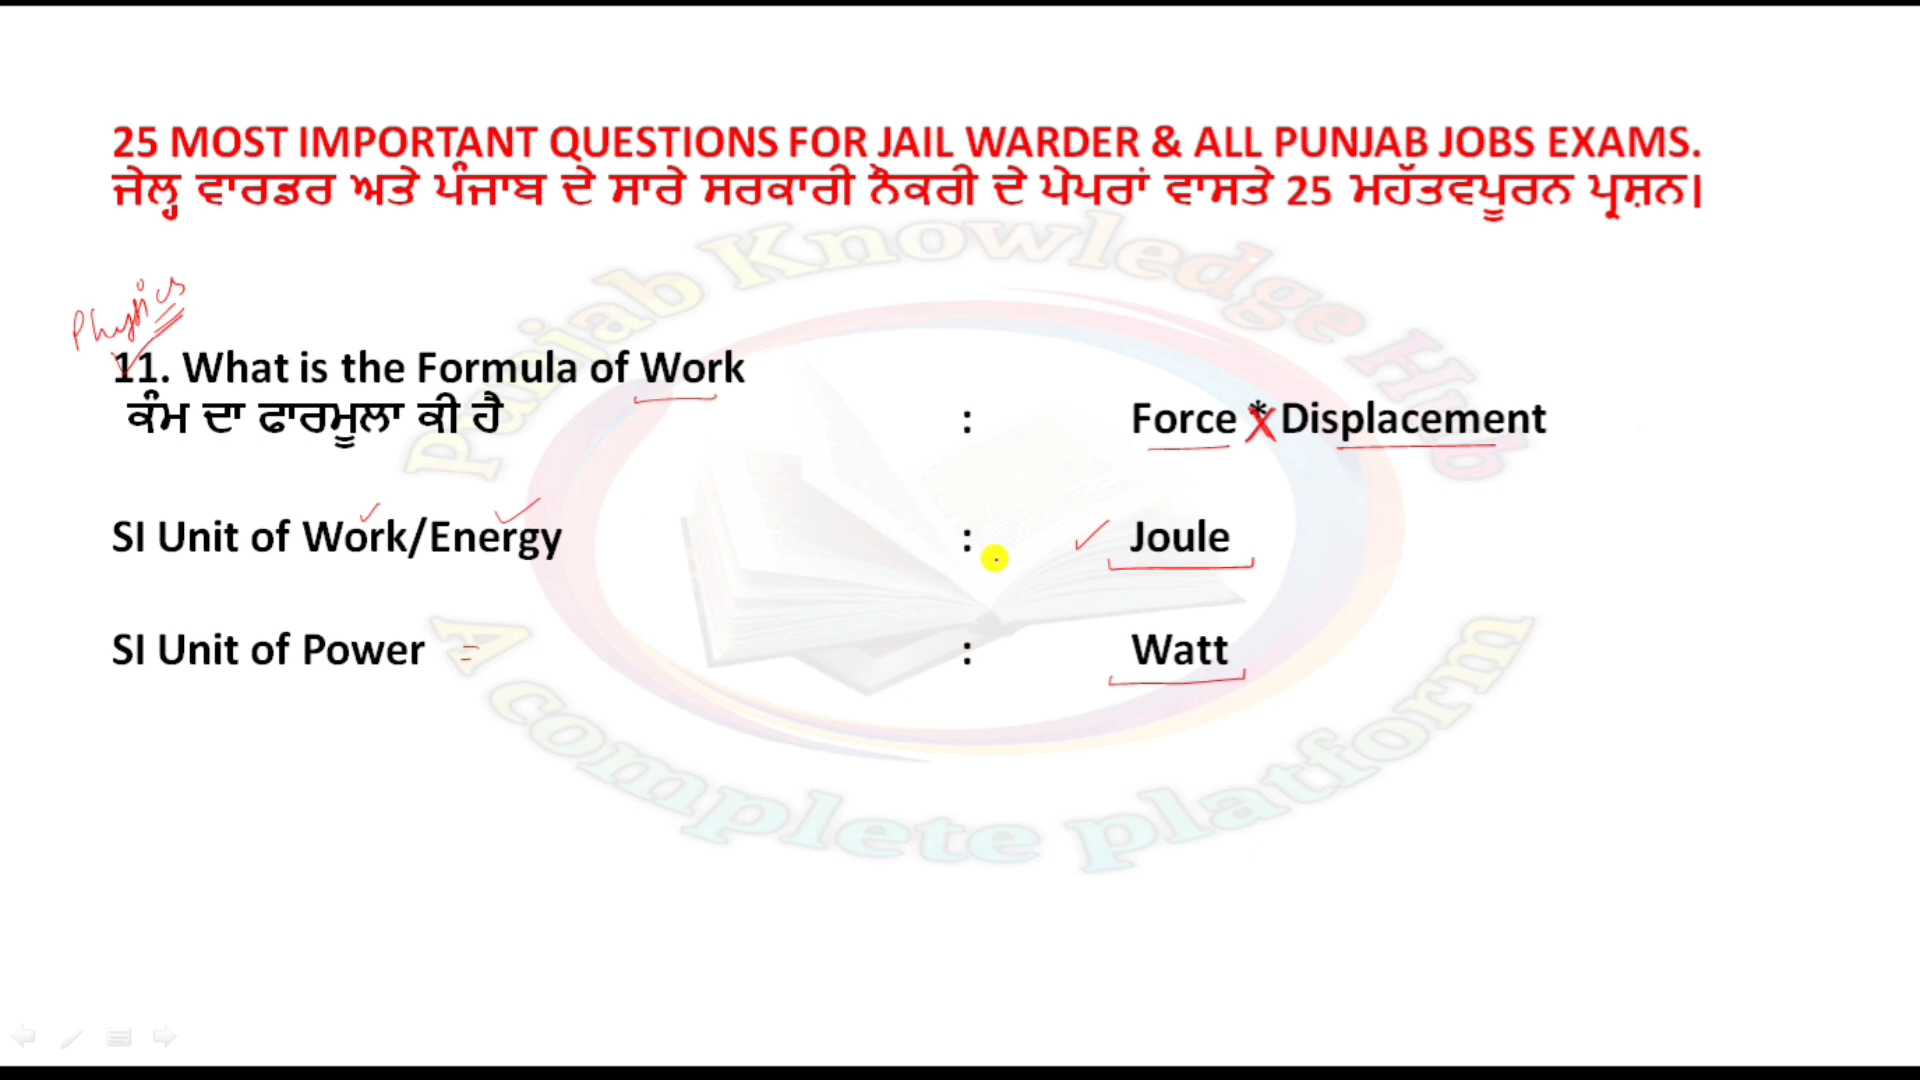 25 MOST IMPORTANT QUESTIONS FOR JAIL WARDER & ALL PUNJAB JOBS EXAMS.
ਜੇਲ੍ਹ ਵਾਰਡਰ ਅਤੇ ਪੰਜਾਬ ਦੇ ਸਾਰੇ ਸਰਕਾਰੀ ਨੌਕਰੀ ਦੇ ਪੇਪਰਾਂ ਵਾਸਤੇ 25 ਮਹੱਤਵਪੂਰਨ ਪ੍ਰਸ਼ਨ।
Punjab Knowledge Hub
Physics
11. What is the Formula of Work
ਕੰਮ ਦਾ ਫਾਰਮੂਲਾ ਕੀ ਹੈ : Force * Displacement
SI Unit of Work/Energy : Joule
SI Unit of Power = : Watt
A complete platform